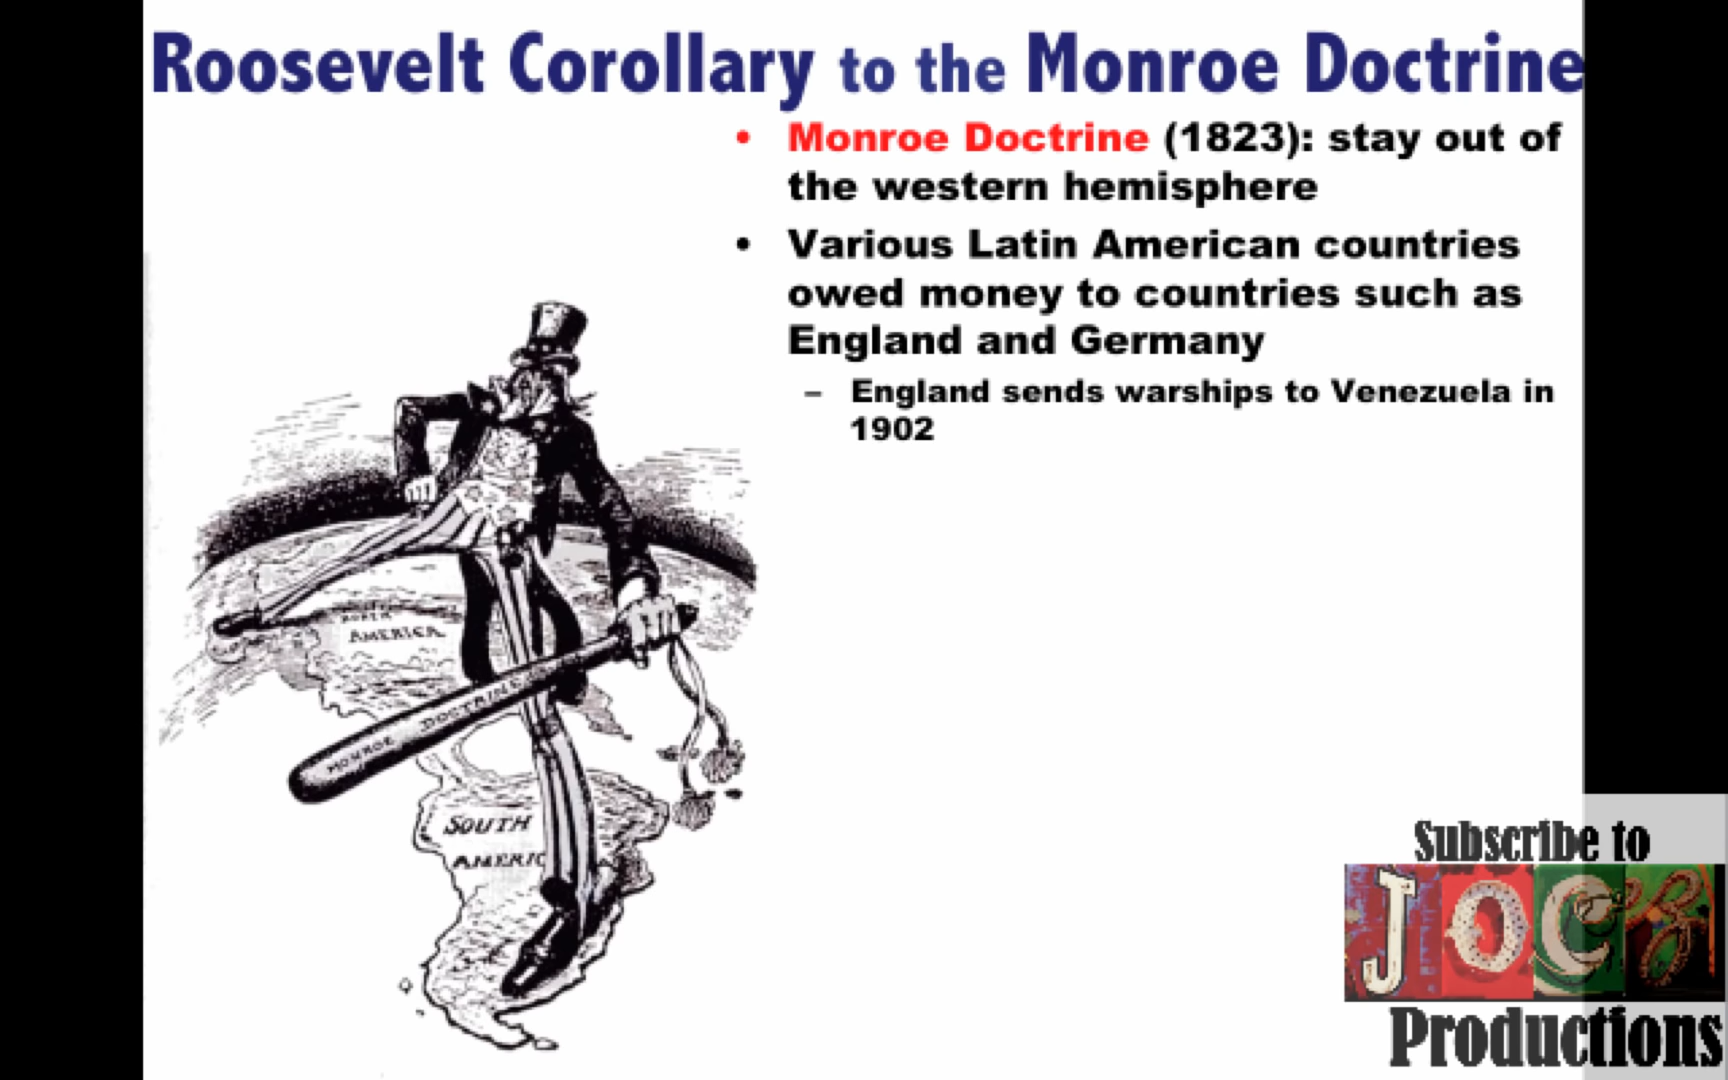 Roosevelt Corollary to the Monroe Doctrine
• Monroe Doctrine (1823): stay out of
the western hemisphere
• Various Latin American countries
owed money to countries such as
England and Germany
– England sends warships to Venezuela in
1902
NORTH
AMERICA
MONROE DOCTRINE
SOUTH
AMERIC
Subscribe to
JOCZ
Productions